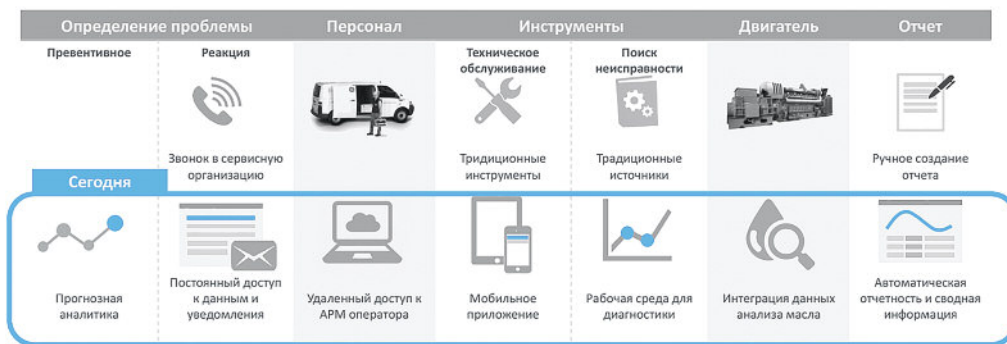 Определение проблемы
Персонал
Инструменты
Двигатель
Отчет
Превентивное
Реакция
Техническое
обслуживание
Поиск
неисправности
Звонок в сервисную
организацию
Тридиционные
инструменты
Традиционные
источники
Ручное создание
отчета
Сегодня
Прогнозная
аналитика
Постоянный доступ
к данным и
уведомления
Удаленный доступ к
АРМ оператора
Мобильное
приложение
Рабочая среда для
диагностики
Интеграция данных
анализа масла
Автоматическая
отчетность и сводная
информация